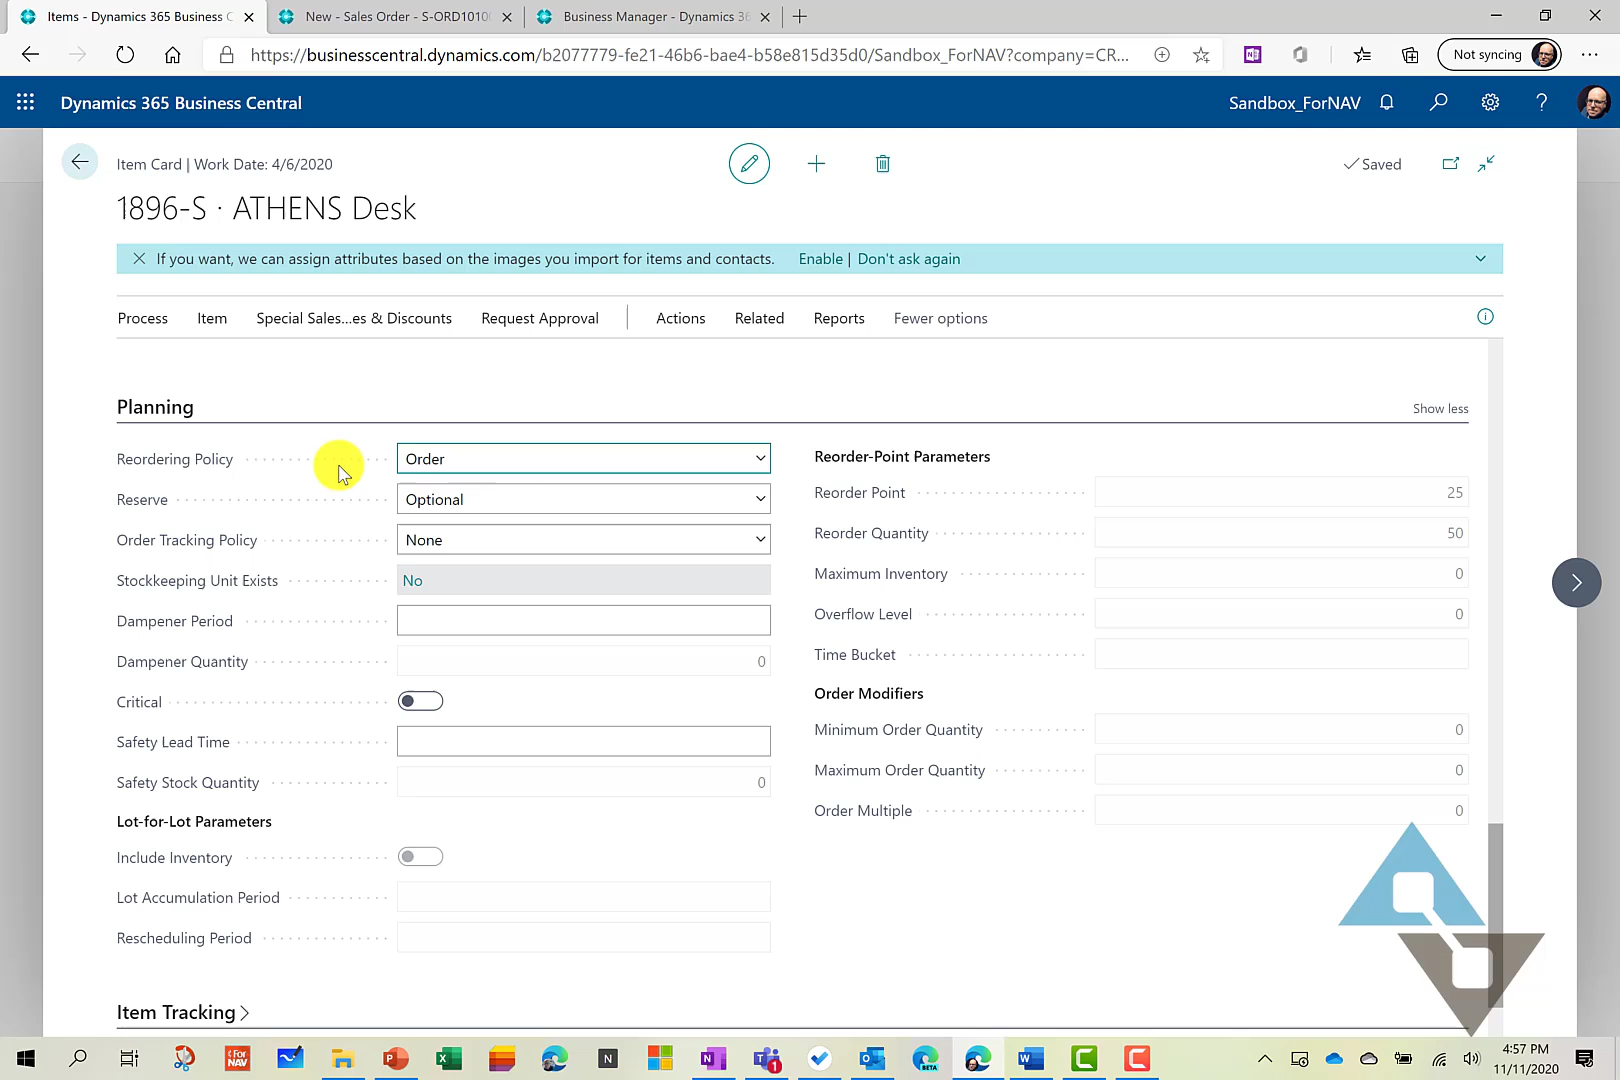 Items - Dynamics 365 Business C
New - Sales Order - S-ORD1010
Business Manager - Dynamics 36
https://businesscentral.dynamics.com/b2077779-fe21-46b6-bae4-b58e815d35d0/Sandbox_ForNAV?company=CR...
Not syncing
Dynamics 365 Business Central
Sandbox_ForNAV
Item Card | Work Date: 4/6/2020
Saved
1896-S · ATHENS Desk
If you want, we can assign attributes based on the images you import for items and contacts. Enable | Don't ask again
Process Item Special Sales...es & Discounts Request Approval Actions Related Reports Fewer options
Planning
Show less
Reordering Policy Order
Reserve Optional
Order Tracking Policy None
Stockkeeping Unit Exists No
Dampener Period
Dampener Quantity 0
Critical
Safety Lead Time
Safety Stock Quantity 0
Lot-for-Lot Parameters
Include Inventory
Lot Accumulation Period
Rescheduling Period
Reorder-Point Parameters
Reorder Point 25
Reorder Quantity 50
Maximum Inventory 0
Overflow Level 0
Time Bucket
Order Modifiers
Minimum Order Quantity 0
Maximum Order Quantity 0
Order Multiple 0
Item Tracking
For
NAV
N
1
BETA
4:57 PM
11/11/2020